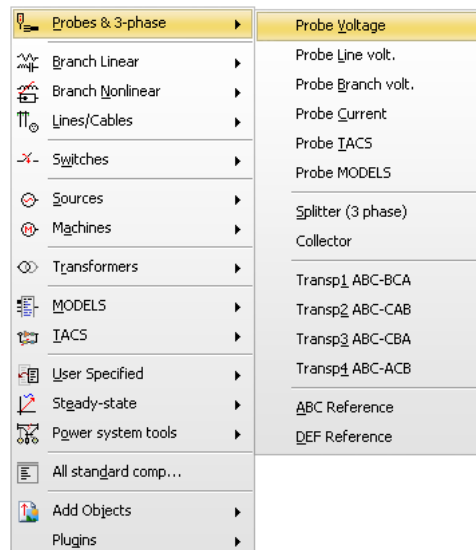 Probes & 3-phase
Branch Linear
Branch Nonlinear
Lines/Cables
Switches
Sources
Machines
Transformers
MODELS
TACS
User Specified
Steady-state
Power system tools
All standard comp...
Add Objects
Plugins
Probe Voltage
Probe Line volt.
Probe Branch volt.
Probe Current
Probe TACS
Probe MODELS
Splitter (3 phase)
Collector
Transp1 ABC-BCA
Transp2 ABC-CAB
Transp3 ABC-CBA
Transp4 ABC-ACB
ABC Reference
DEF Reference